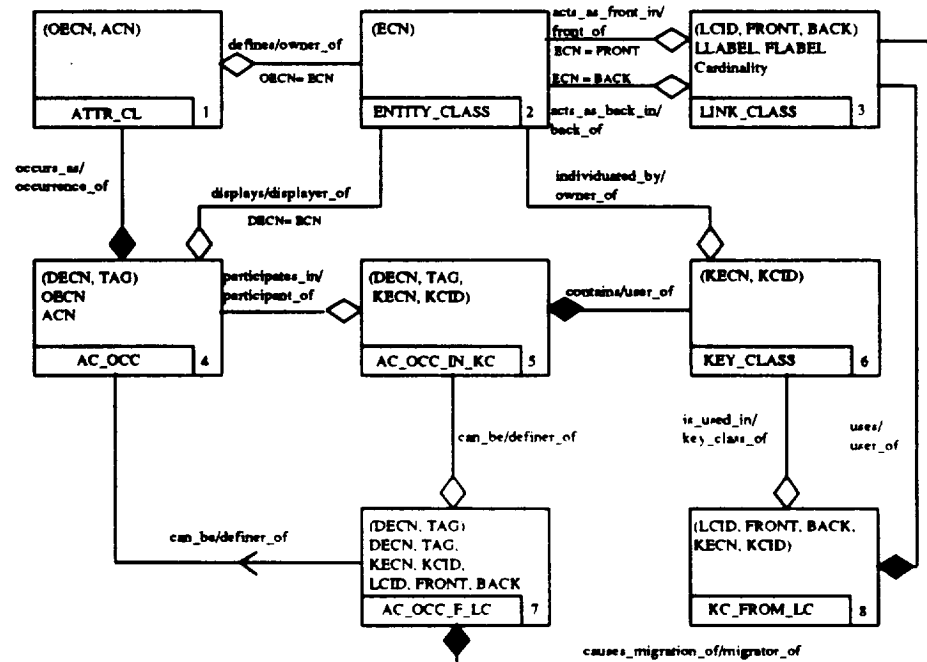 (OECN, ACN)
ATTR_CL
1
defines/owner_of
OECN= ECN
(ECN)
ENTITY_CLASS
2
acts_as_front_in/
front_of
ECN = FRONT
ECN = BACK
acts_as_back_in/
back_of
(LCID, FRONT, BACK)
LLABEL, FLABEL
Cardinality
LINK_CLASS
3
occurs_as/
occurrence_of
displays/displayer_of
DECN= ECN
individuated_by/
owner_of
(DECN, TAG)
OECN
ACN
AC_OCC
4
participates_in/
participant_of
(DECN, TAG,
KECN, KCID)
AC_OCC_IN_KC
5
contains/user_of
(KECN, KCID)
KEY_CLASS
6
can_be/definer_of
is_used_in/
key_class_of
uses/
user_of
can_be/definer_of
(DECN, TAG)
DECN, TAG,
KECN, KCID,
LCID, FRONT, BACK
AC_OCC_F_LC
7
(LCID, FRONT, BACK,
KECN, KCID)
KC_FROM_LC
8
causes_migration_of/migrator_of